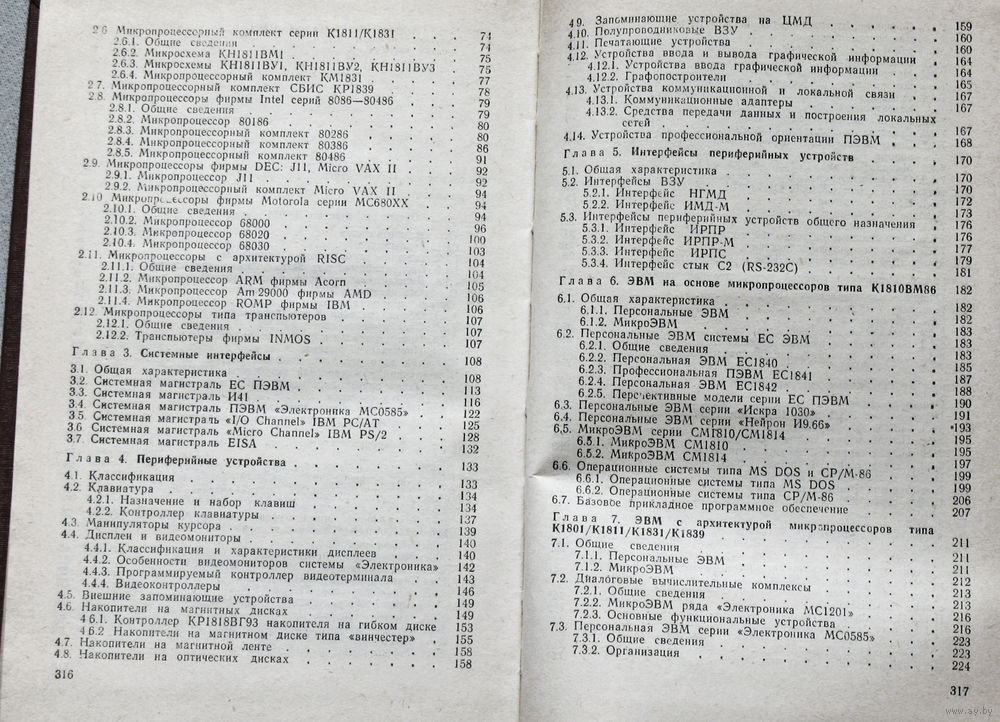 2.6 Микропроцессорный комплект серии К1811/К1831 . . . 74
2.6.1. Общие сведения . . . 74
2.6.2. Микросхема КН1811ВМ1 . . . 75
2.6.3. Микросхемы КН1811ВУ1, КН1811ВУ2, КН1811ВУ3 . . . 75
2.6.4. Микропроцессорный комплект КМ1831 . . . 77
2.7. Микропроцессорный комплект СБИС КР1839 . . . 78
2.8. Микропроцессоры фирмы Intel серий 8086—80486 . . . 79
2.8.1. Общие сведения . . . 79
2.8.2. Микропроцессор 80186 . . . 80
2.8.3. Микропроцессорный комплект 80286 . . . 80
2.8.4. Микропроцессорный комплект 80386 . . . 86
2.8.5. Микропроцессорный комплект 80486 . . . 91
2.9. Микропроцессоры фирмы DEC: J11, Micro VAX II . . . 92
2.9.1. Микропроцессор J11 . . . 92
2.9.2. Микропроцессорный комплект Micro VAX II . . . 94
2.10 Микропроцессоры фирмы Motorola серии MC680XX . . . 94
2.10.1. Общие сведения . . . 94
2.10.2. Микропроцессор 68000 . . . 96
2.10.3. Микропроцессор 68020 . . . 100
2.10.4. Микропроцессор 68030 . . . 103
2.11. Микропроцессоры с архитектурой RISC . . . 104
2.11.1. Общие сведения . . . 104
2.11.2. Микропроцессор ARM фирмы Acorn . . . 105
2.11.3. Микропроцессор Am 29000 фирмы AMD . . . 106
2.11.4. Микропроцессор ROMP фирмы IBM . . . 106
2.12. Микропроцессоры типа транспьютеров . . . 107
2.12.1. Общие сведения . . . 107
2.12.2. Транспьютеры фирмы INMOS . . . 107
Глава 3. Системные интерфейсы . . . 108
3.1. Общая характеристика . . . 108
3.2. Системная магистраль ЕС ПЭВМ . . . 113
3.3. Системная магистраль И41 . . . 116
3.4. Системная магистраль ПЭВМ «Электроника МС0585» . . . 122
3.5 Системная магистраль «I/O Channel» IBM PC/AT . . . 125
3.6 Системная магистраль «Micro Channel» IBM PS/2 . . . 128
3.7. Системная магистраль EISA . . . 132
Глава 4. Периферийные устройства . . . 133
4.1. Классификация . . . 133
4.2. Клавиатура . . . 134
4.2.1. Назначение и набор клавиш . . . 134
4.2.2. Контроллер клавиатуры . . . 137
4.3. Манипуляторы курсора . . . 139
4.4. Дисплеи и видеомониторы . . . 140
4.4.1. Классификация и характеристики дисплеев . . . 140
4.4.2. Особенности видеомониторов системы «Электроника» . . . 142
4.4.3. Программируемый контроллер видеотерминала . . . 143
4.4.4. Видеоконтроллеры . . . 146
4.5. Внешние запоминающие устройства . . . 149
4.6. Накопители на магнитных дисках . . . 149
4 6.1. Контроллер КР1818ВГ93 накопителя на гибком диске 153
4 6.2 Накопители на магнитном диске типа «винчестер» . . . 155
4.7. Накопители на магнитной ленте . . . 158
4.8. Накопители на оптических дисках . . . 158
316
4.9. Запоминающие устройства на ЦМД . . . 159
4.10. Полупроводниковые ВЗУ . . . 160
4.11. Печатающие устройства . . . 160
4.12. Устройства ввода и вывода графической информации . . . 164
4.12.1. Устройства ввода графической информации . . . 164
4.12.2. Графопостроители . . . 165
4.13. Устройства коммуникационной и локальной связи . . . 167
4.13.1. Коммуникационные адаптеры . . . 167
4.13.2. Средства передачи данных и построения локальных
сетей . . . 167
4.14. Устройства профессиональной ориентации ПЭВМ . . . 168
Глава 5. Интерфейсы периферийных устройств 170
5.1. Общая характеристика . . . 170
5.2. Интерфейсы ВЗУ . . . 170
5.2.1. Интерфейс НГМД . . . 172
5.2.2. Интерфейс ИМД-М . . . 173
5.3. Интерфейсы периферийных устройств общего назначения . . . 176
5.3.1. Интерфейс ИРПР . . . 176
5.3.2. Интерфейс ИРПР-М . . . 177
5.3.3. Интерфейс ИРПС . . . 179
5.3.4. Интерфейс стык С2 (RS-232C) . . . 181
Глава 6. ЭВМ на основе микропроцессоров типа К1810ВМ86 182
6.1. Общая характеристика . . . 182
6.1.1. Персональные ЭВМ . . . 182
6.1.2. МикроЭВМ . . . 183
6.2. Персональные ЭВМ системы ЕС ЭВМ . . . 183
6.2.1. Общие сведения . . . 183
6.2.2. Персональная ЭВМ ЕС1840 . . . 185
6.2.3. Профессиональная ПЭВМ ЕС1841 . . . 187
6.2.4. Персональная ЭВМ ЕС1842 . . . 188
6.2.5. Перспективные модели серии ЕС ПЭВМ . . . 190
6.3. Персональные ЭВМ серии «Искра 1030» . . . 191
6.4. Персональные ЭВМ серии «Нейрон И9.66» . . . 193
6.5. МикроЭВМ серии СМ1810/СМ1814 . . . 195
6.5.1. МикроЭВМ СМ1810 . . . 195
6.5.2. МикроЭВМ СМ1814 . . . 197
6.6. Операционные системы типа MS DOS и CP/M-86 . . . 199
6.6.1. Операционные системы типа MS DOS . . . 199
6.6.2. Операционные системы типа CP/M-86 . . . 206
6.7. Базовое прикладное программное обеспечение . . . 207
Глава 7. ЭВМ с архитектурой микропроцессоров типа
К1801/К1811/К1831/К1839 . . . 211
7.1. Общие сведения . . . 211
7.1.1. Персональные ЭВМ . . . 211
7.1.2. МикроЭВМ . . . 212
7.2. Диалоговые вычислительные комплексы . . . 213
7.2.1. Общие сведения . . . 213
7.2.2. МикроЭВМ ряда «Электроника МС1201» . . . 216
7.2.3. Основные функциональные устройства . . . 216
7.3. Персональная ЭВМ серии «Электроника МС0585» . . . 223
7.3.1. Общие сведения . . . 223
7.3.2. Организация . . . 224
317
www.ay.by